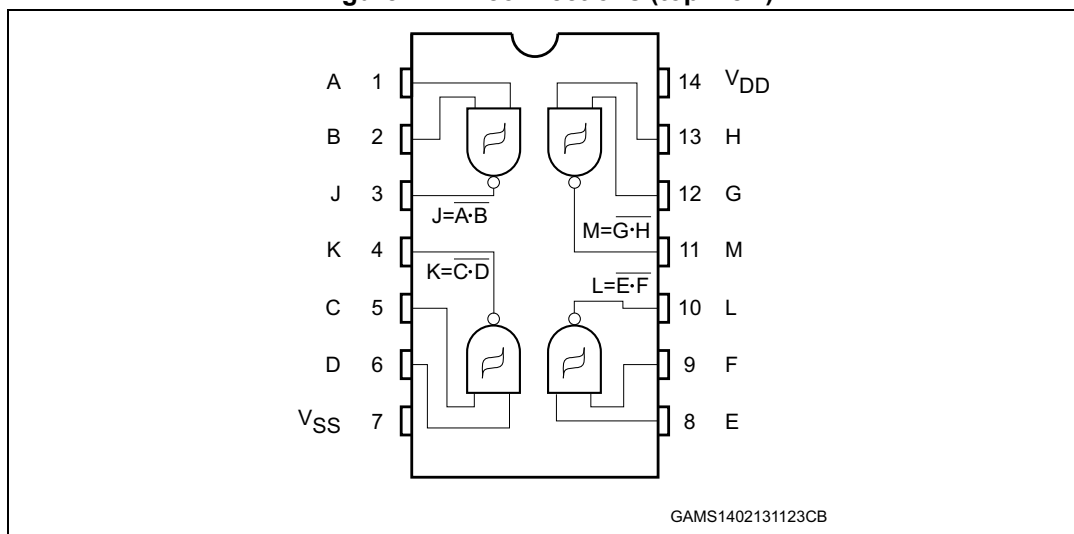 A 1
B 2
J 3
K 4
C 5
D 6
VSS 7
14 VDD
13 H
12 G
11 M
10 L
9 F
8 E
J=A·B
M=G·H
K=C·D
L=E·F
GAMS1402131123CB